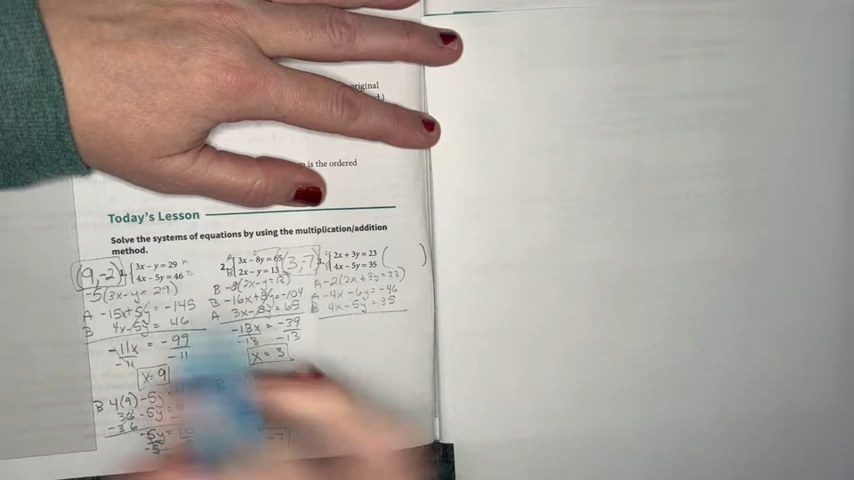 original
is the ordered
Today's Lesson
Solve the systems of equations by using the multiplication/addition
method.
(9,-2) 1. { 3x - y = 29 A
4x - 5y = 46 B
-5(3x-y=29)
A -15x+5y = -145
B 4x-5y = 46
-11x = -99
-11 -11
x=9
B 4(9) -5y =
36 -5y =
-36
-5y =
-5
2. { A 3x - 8y = 65 (3,-7)
B 2x - y = 13
B -8(2x-y=13)
B -16x+8y=-104
A 3x-8y= 65
-13x = -39
-13 -13
x = 3
-7
3. { 2x + 3y = 23 ( )
4x - 5y = 35
A -2(2x+3y=23)
A -4x-6y=-46
B 4x-5y=35